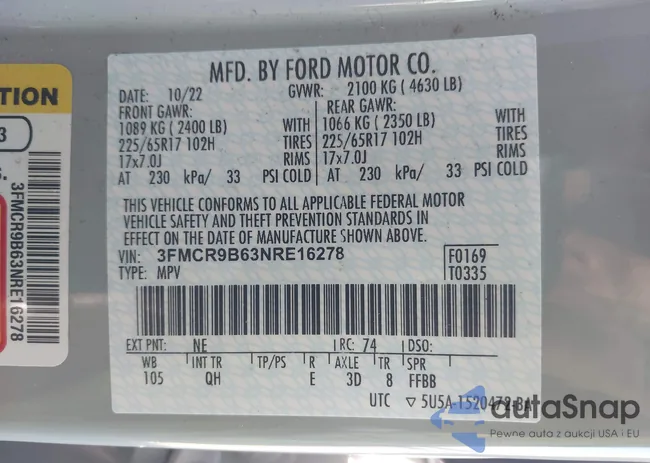 TION
3
3FMCR9B63NRE16278
MFD. BY FORD MOTOR CO.
DATE: 10/22 GVWR: 2100 KG ( 4630 LB)
FRONT GAWR: REAR GAWR:
1089 KG ( 2400 LB) WITH 1066 KG ( 2350 LB) WITH
225/65R17 102H TIRES 225/65R17 102H TIRES
17x7.0J RIMS 17x7.0J RIMS
AT 230 kPa/ 33 PSI COLD AT 230 kPa/ 33 PSI COLD
THIS VEHICLE CONFORMS TO ALL APPLICABLE FEDERAL MOTOR
VEHICLE SAFETY AND THEFT PREVENTION STANDARDS IN
EFFECT ON THE DATE OF MANUFACTURE SHOWN ABOVE.
VIN: 3FMCR9B63NRE16278 F0169
TYPE: MPV T0335
EXT PNT: NE RC: 74 DSO:
WB INT TR TP/PS R AXLE TR SPR
105 QH E 3D 8 FFBB
UTC ▽ 5U5A-1520472-BA
autoSnap
Pewne auto z aukcji USA i EU